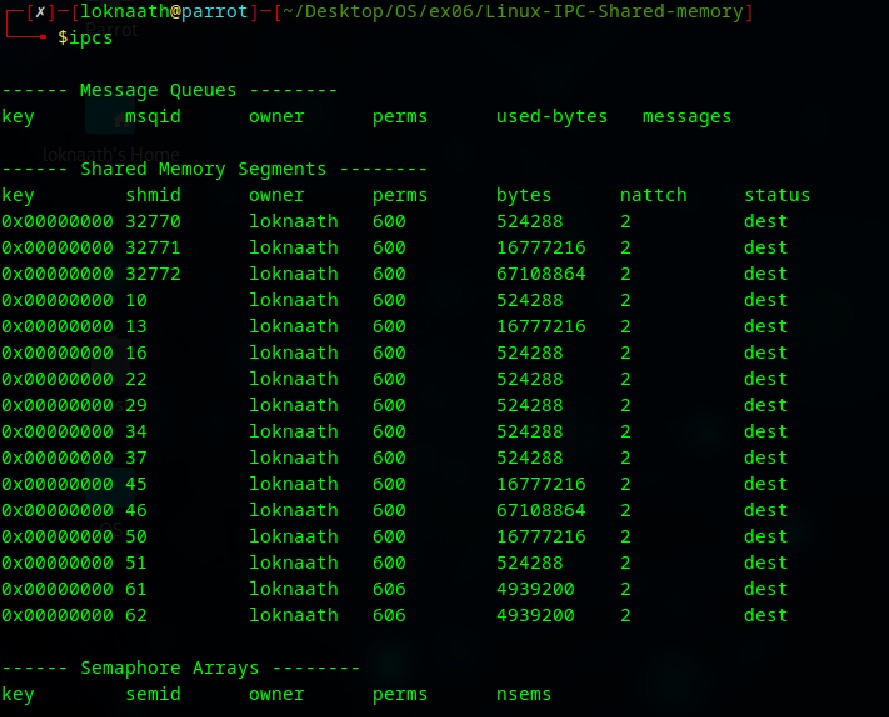 ┌─[✗]─[loknaath@parrot]─[~/Desktop/OS/ex06/Linux-IPC-Shared-memory]
└──╼ $ipcs
------ Message Queues --------
key        msqid      owner      perms      used-bytes   messages
------ Shared Memory Segments --------
key        shmid      owner      perms      bytes      nattch     status
0x00000000 32770      loknaath   600        524288     2          dest
0x00000000 32771      loknaath   600        16777216   2          dest
0x00000000 32772      loknaath   600        67108864   2          dest
0x00000000 10         loknaath   600        524288     2          dest
0x00000000 13         loknaath   600        16777216   2          dest
0x00000000 16         loknaath   600        524288     2          dest
0x00000000 22         loknaath   600        524288     2          dest
0x00000000 29         loknaath   600        524288     2          dest
0x00000000 34         loknaath   600        524288     2          dest
0x00000000 37         loknaath   600        524288     2          dest
0x00000000 45         loknaath   600        16777216   2          dest
0x00000000 46         loknaath   600        67108864   2          dest
0x00000000 50         loknaath   600        16777216   2          dest
0x00000000 51         loknaath   600        524288     2          dest
0x00000000 61         loknaath   606        4939200    2          dest
0x00000000 62         loknaath   606        4939200    2          dest
------ Semaphore Arrays --------
key        semid      owner      perms      nsems
Parrot
loknaath's Home
OS